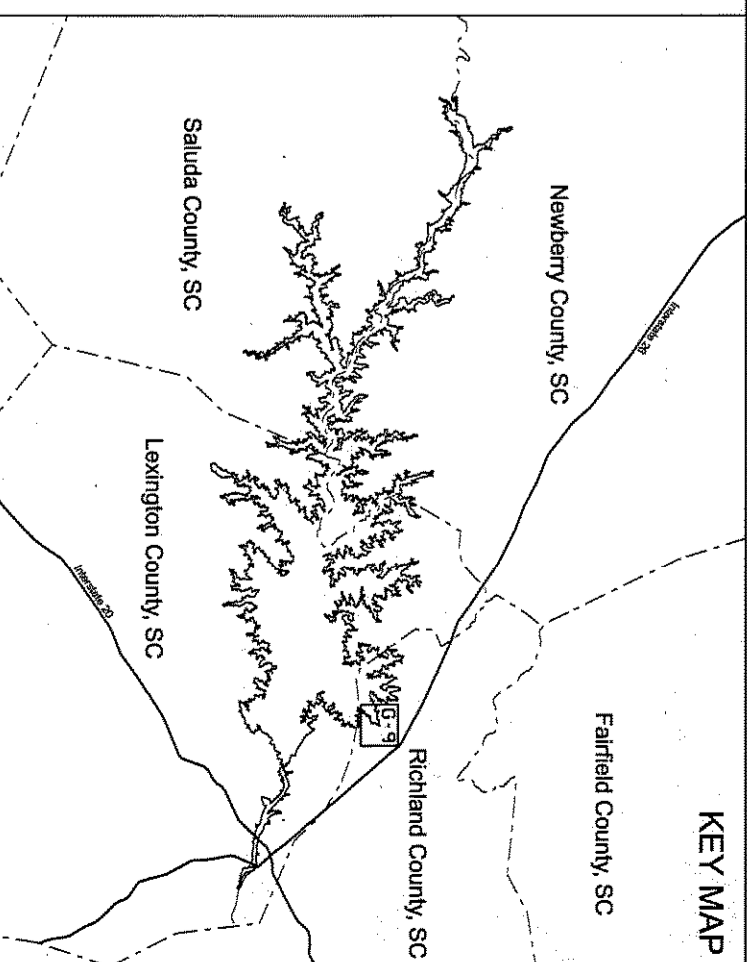 KEY MAP
Fairfield County, SC
Newberry County, SC
Interstate 26
Richland County, SC
G-9
Saluda County, SC
Lexington County, SC
Interstate 20